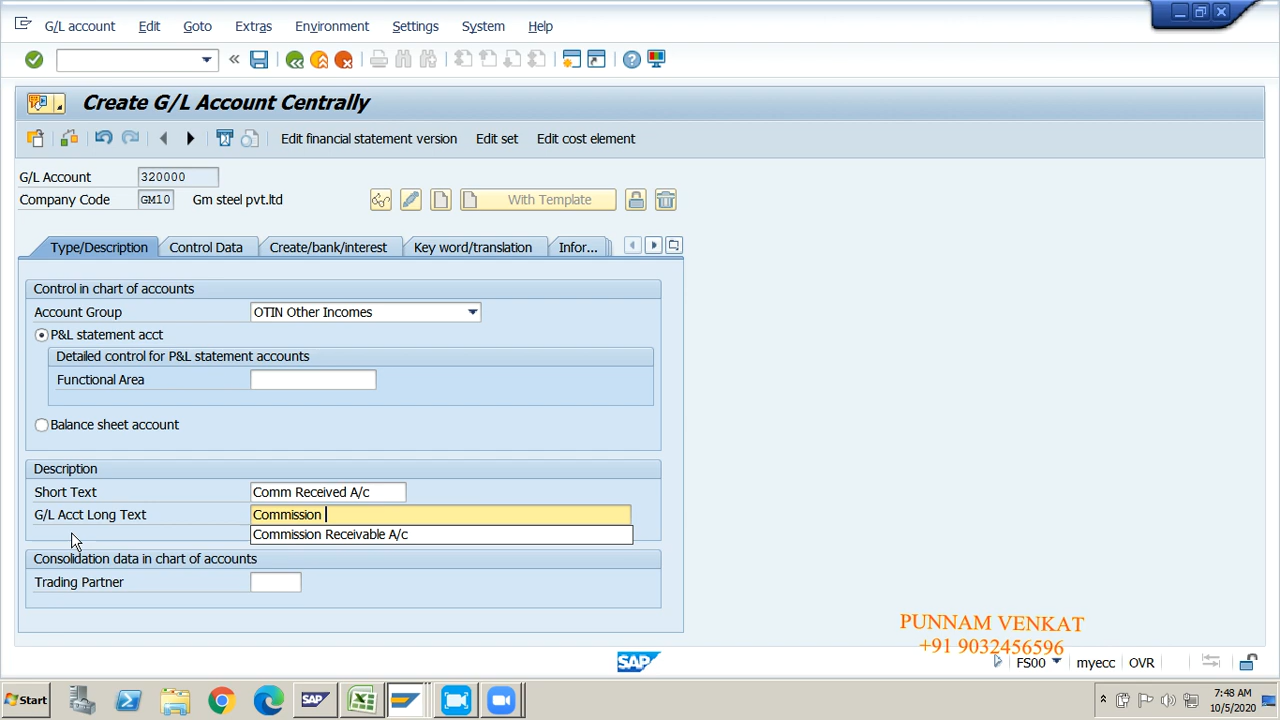 G/L account Edit Goto Extras Environment Settings System Help
Create G/L Account Centrally
Edit financial statement version Edit set Edit cost element
G/L Account 320000
Company Code GM10 Gm steel pvt.ltd With Template
Type/Description Control Data Create/bank/interest Key word/translation Infor...
Control in chart of accounts
Account Group OTIN Other Incomes
P&L statement acct
Detailed control for P&L statement accounts
Functional Area
Balance sheet account
Description
Short Text Comm Received A/c
G/L Acct Long Text Commission
Commission Receivable A/c
Consolidation data in chart of accounts
Trading Partner
PUNNAM VENKAT
+91 9032456596
SAP FS00 myecc OVR
Start SAP 7:48 AM
10/5/2020